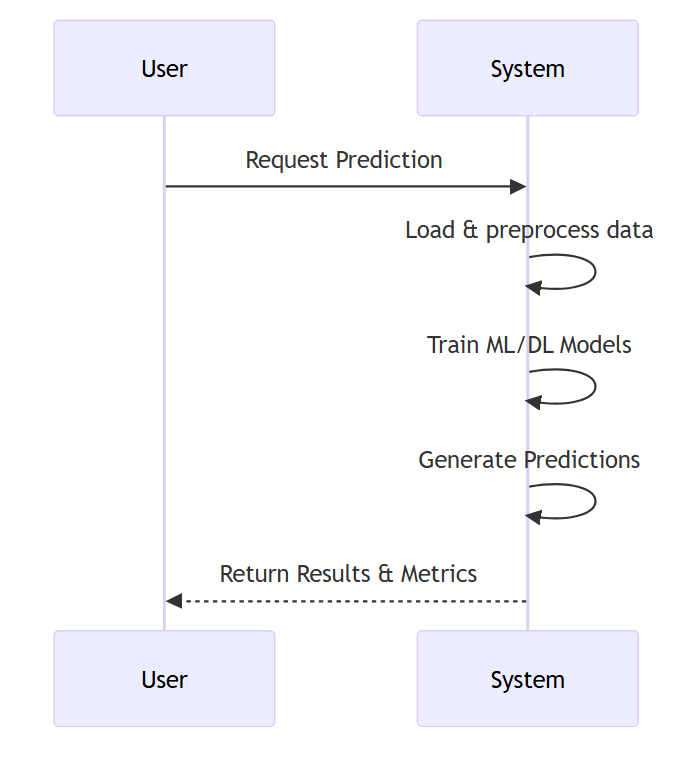 User
System
Request Prediction
Load & preprocess data
Train ML/DL Models
Generate Predictions
Return Results & Metrics
User
System